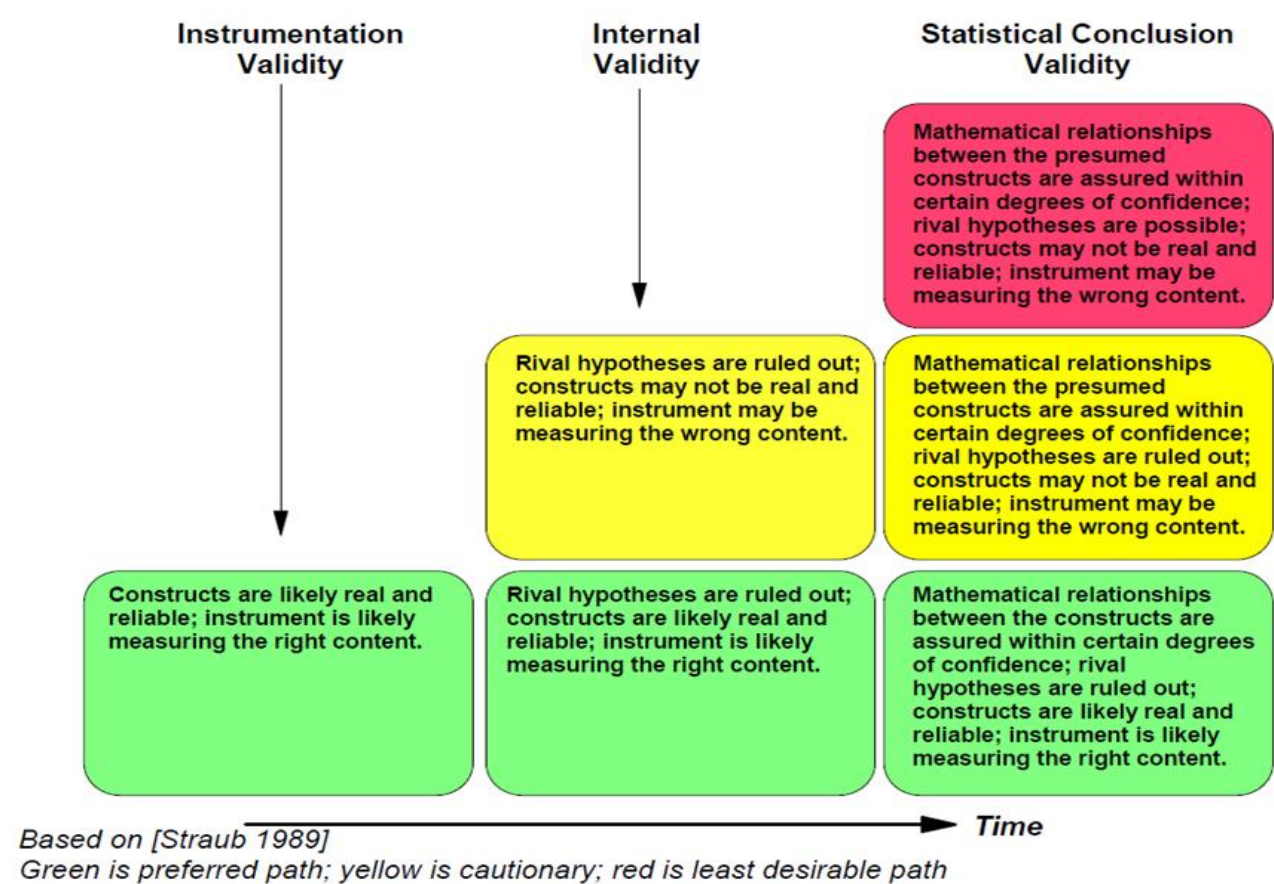 Instrumentation
Validity
Internal
Validity
Statistical Conclusion
Validity
Mathematical relationships
between the presumed
constructs are assured within
certain degrees of confidence;
rival hypotheses are possible;
constructs may not be real and
reliable; instrument may be
measuring the wrong content.
Rival hypotheses are ruled out;
constructs may not be real and
reliable; instrument may be
measuring the wrong content.
Mathematical relationships
between the presumed
constructs are assured within
certain degrees of confidence;
rival hypotheses are ruled out;
constructs may not be real and
reliable; instrument may be
measuring the wrong content.
Constructs are likely real and
reliable; instrument is likely
measuring the right content.
Rival hypotheses are ruled out;
constructs are likely real and
reliable; instrument is likely
measuring the right content.
Mathematical relationships
between the constructs are
assured within certain degrees
of confidence; rival
hypotheses are ruled out;
constructs are likely real and
reliable; instrument is likely
measuring the right content.
Time
Based on [Straub 1989]
Green is preferred path; yellow is cautionary; red is least desirable path